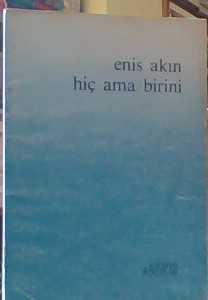 enis akın
hiç ama birini